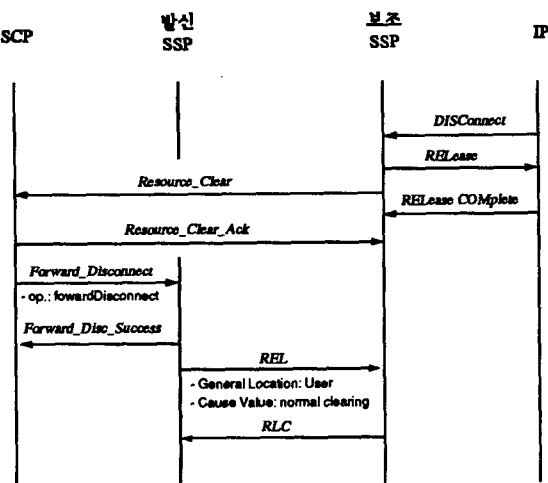 SCP
발신
SSP
보조
SSP
IP
DISConnect
RELease
Resource_Clear
RELease COMplete
Resource_Clear_Ack
Forward_Disconnect
- op.: fowardDisconnect
Forward_Disc_Success
REL
- General Location: User
- Cause Value: normal clearing
RLC